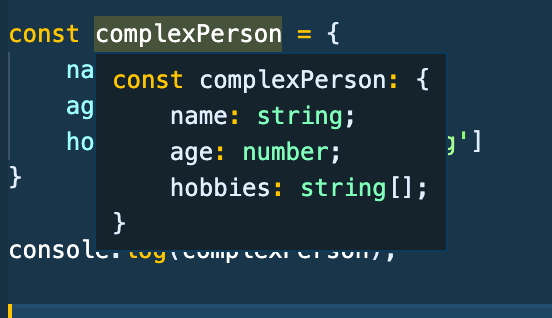 const complexPerson = {
na
const complexPerson: {
ag
name: string;
age: number;
ho
g']
hobbies: string[];
}
}
console.log(complexPerson);